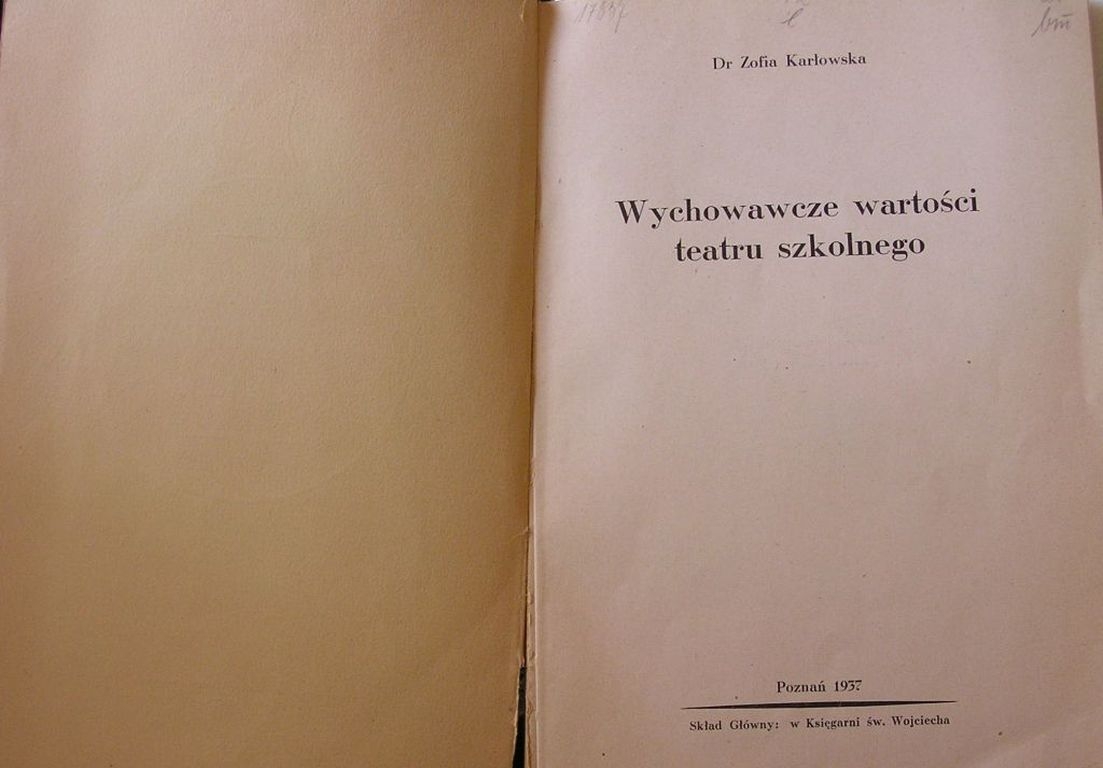 Dr Zofia Karłowska
Wychowawcze wartości
teatru szkolnego
Poznań 1937
Skład Główny: w Księgarni św. Wojciecha